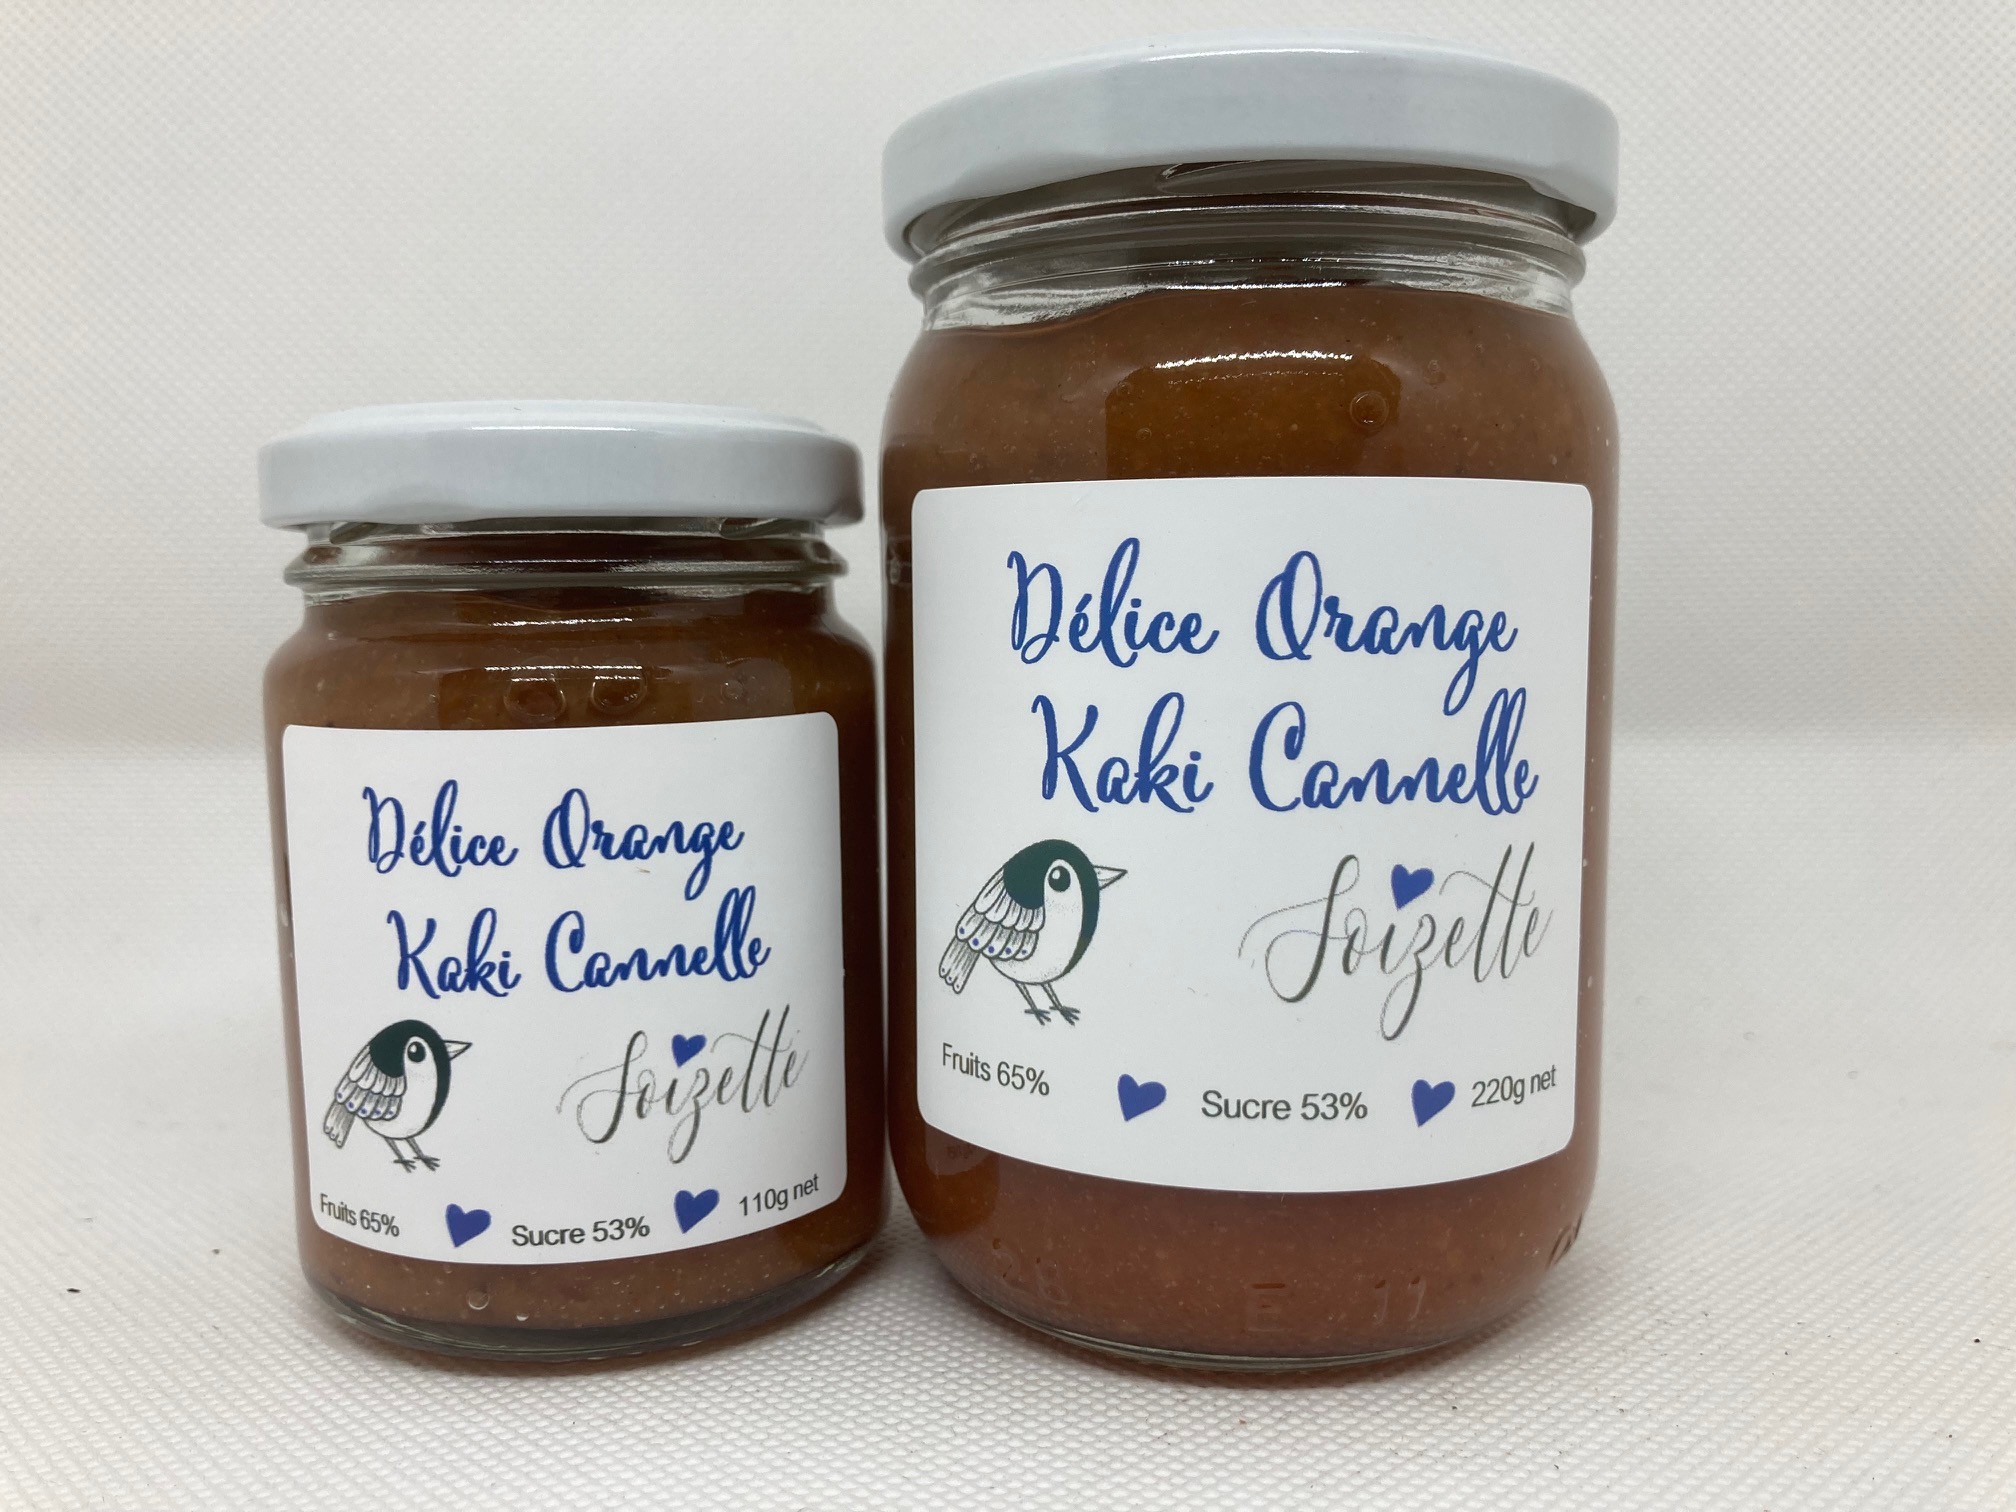 Délice Orange
Kaki Cannelle
Soizette
Fruits 65%
Sucre 53%
110g net
Délice Orange
Kaki Cannelle
Soizette
Fruits 65%
Sucre 53%
220g net
E 11